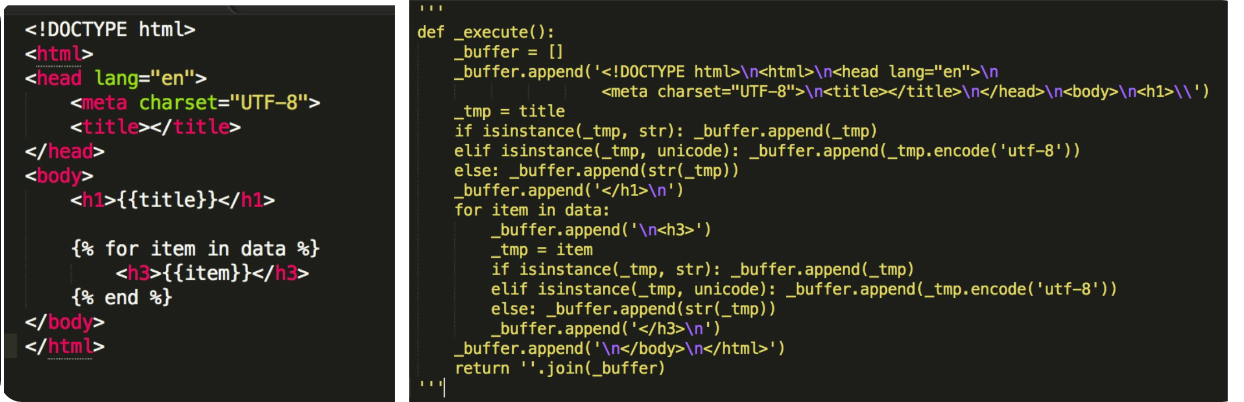 <!DOCTYPE html>
<html>
<head lang="en">
    <meta charset="UTF-8">
    <title></title>
</head>
<body>
    <h1>{{title}}</h1>

    {% for item in data %}
        <h3>{{item}}</h3>
    {% end %}
</body>
</html>
'''
def _execute():
    _buffer = []
    _buffer.append('<!DOCTYPE html>\n<html>\n<head lang="en">\n
                    <meta charset="UTF-8">\n<title></title>\n</head>\n<body>\n<h1>\\')
    _tmp = title
    if isinstance(_tmp, str): _buffer.append(_tmp)
    elif isinstance(_tmp, unicode): _buffer.append(_tmp.encode('utf-8'))
    else: _buffer.append(str(_tmp))
    _buffer.append('</h1>\n')
    for item in data:
        _buffer.append('\n<h3>')
        _tmp = item
        if isinstance(_tmp, str): _buffer.append(_tmp)
        elif isinstance(_tmp, unicode): _buffer.append(_tmp.encode('utf-8'))
        else: _buffer.append(str(_tmp))
        _buffer.append('</h3>\n')
    _buffer.append('\n</body>\n</html>')
    return ''.join(_buffer)
'''